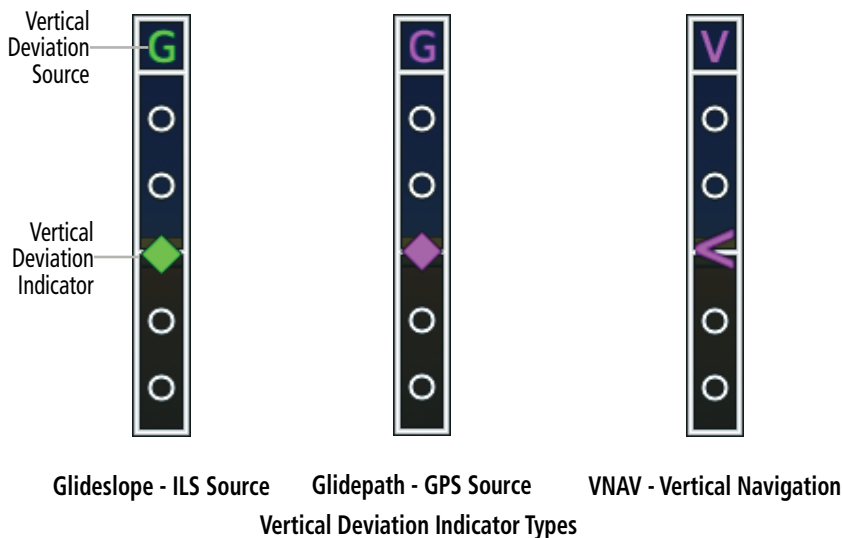 Vertical
Deviation
Source
G
G
V
Vertical
Deviation
Indicator
Glideslope - ILS Source
Glidepath - GPS Source
VNAV - Vertical Navigation
Vertical Deviation Indicator Types